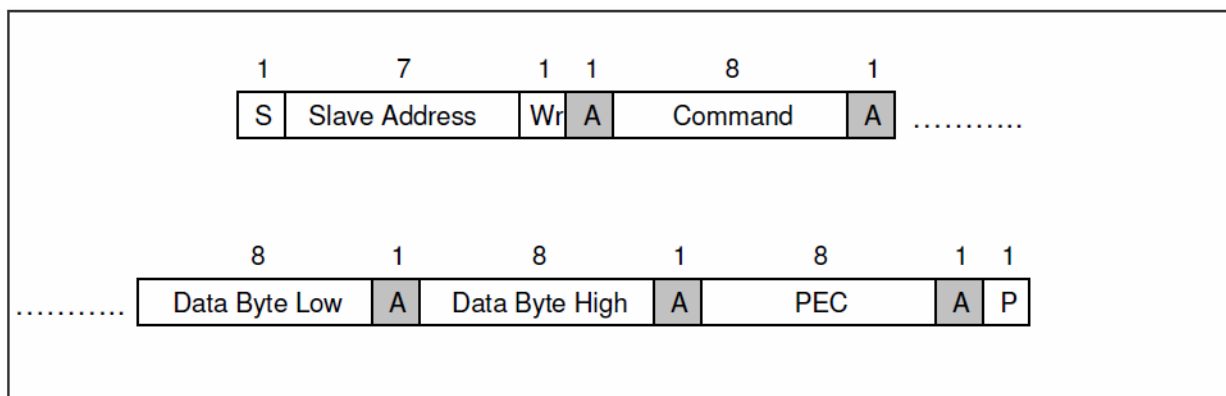 1 7 1 1 8 1
S Slave Address Wr A Command A ...........
8 1 8 1 8 1 1
........... Data Byte Low A Data Byte High A PEC A P